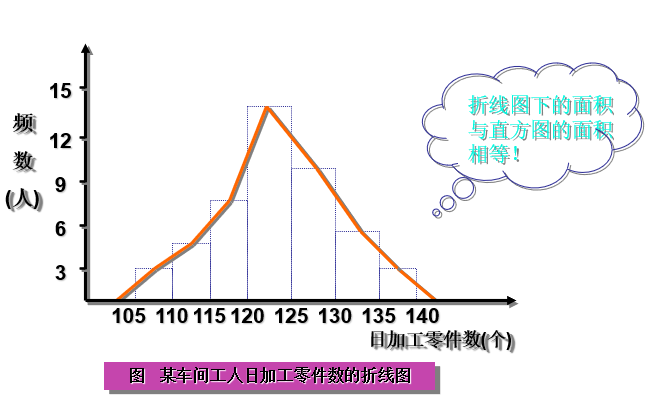 15
12
9
6
3
频
数
(人)
折线图下的面积
与直方图的面积
相等!
105 110 115 120 125 130 135 140
日加工零件数(个)
图 某车间工人日加工零件数的折线图